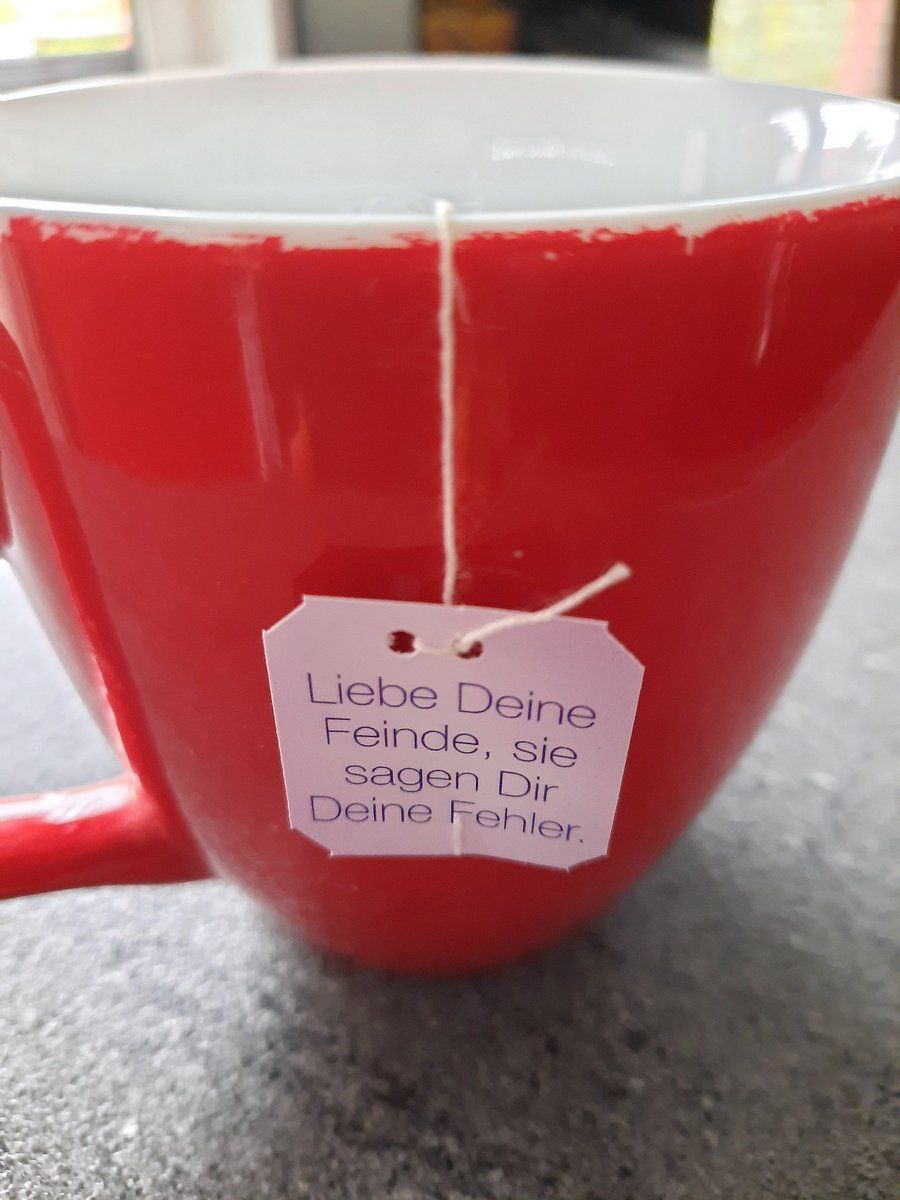 Liebe Deine
Feinde, sie
sagen Dir
Deine Fehler.